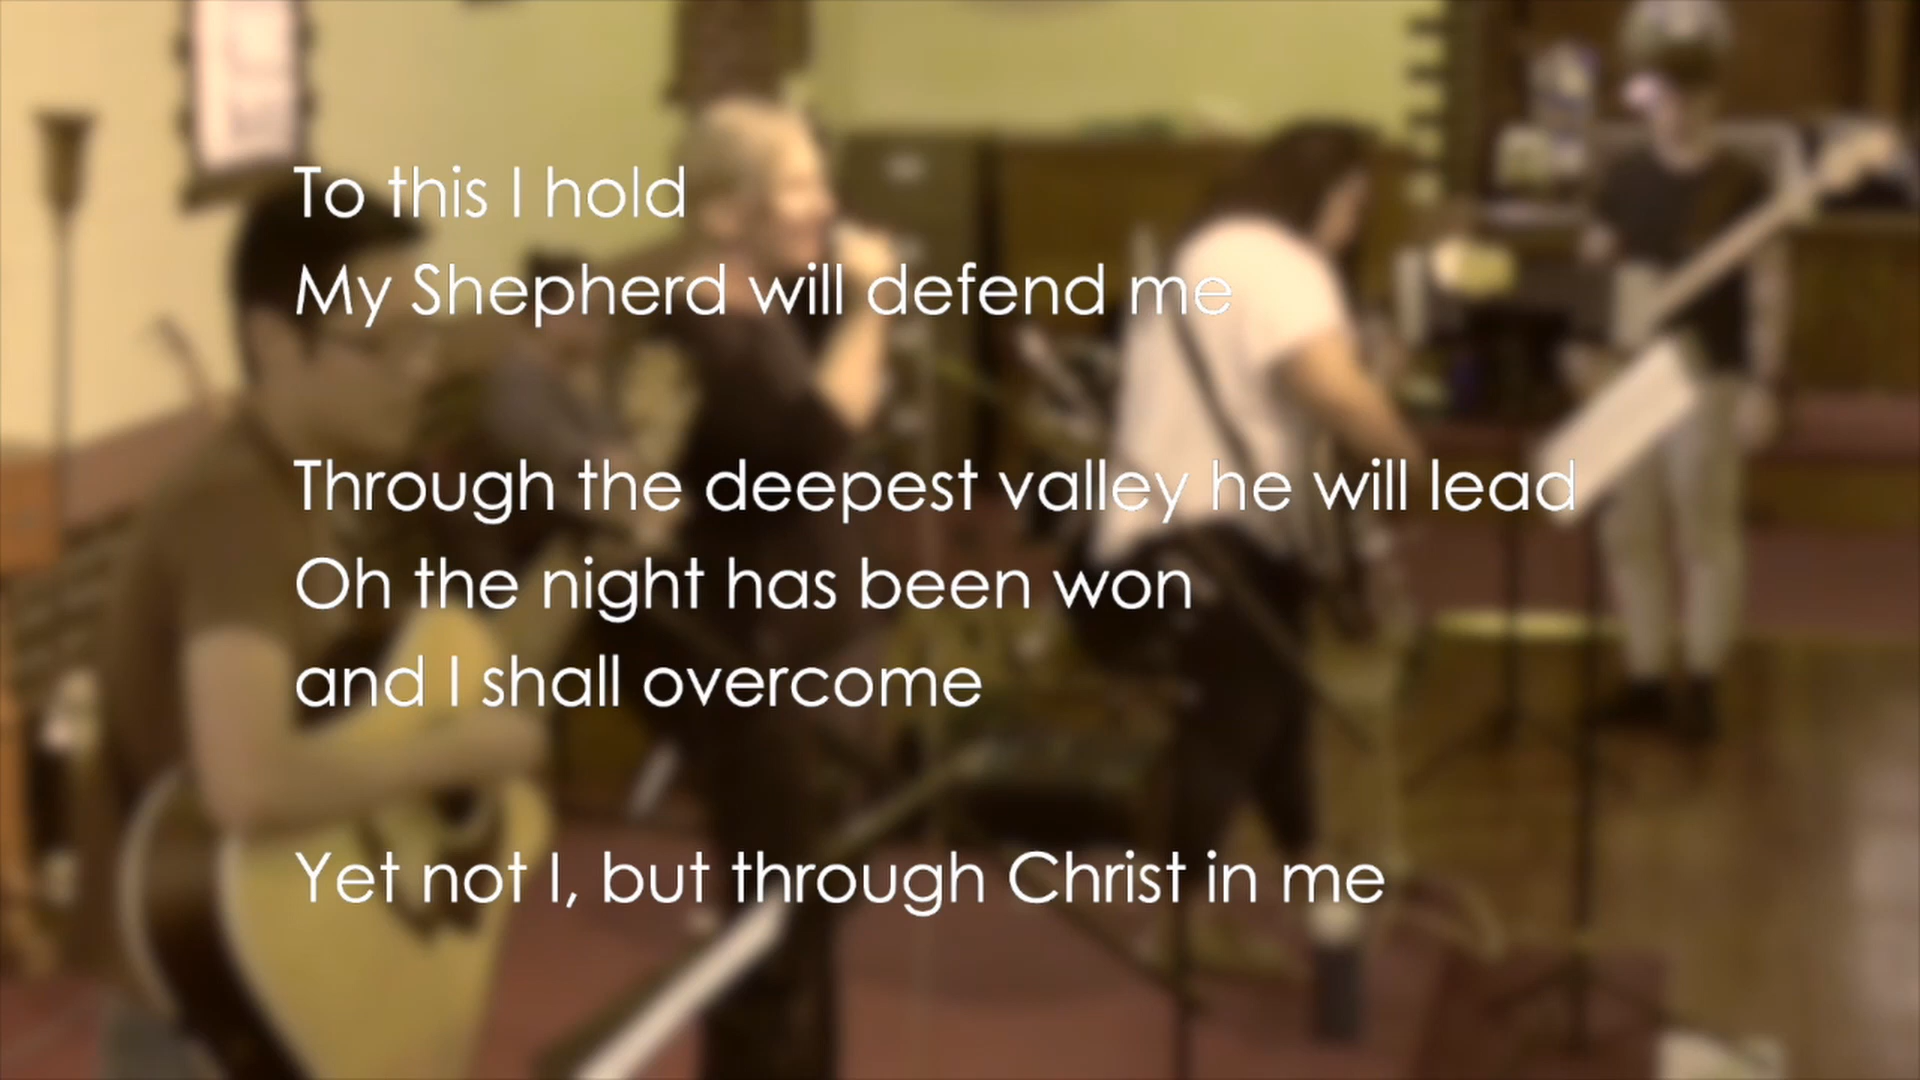 To this I hold
My Shepherd will defend me
Through the deepest valley he will lead
Oh the night has been won
and I shall overcome
Yet not I, but through Christ in me